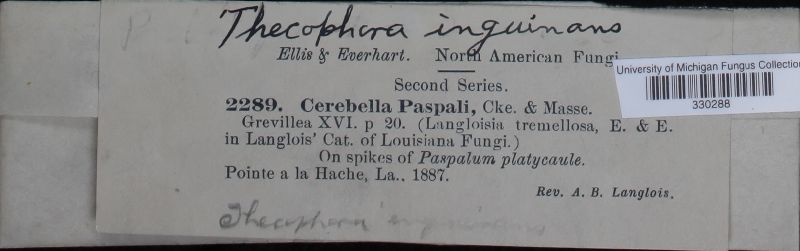 Thecophora inguinans
Ellis & Everhart. North American Fungi
University of Michigan Fungus Collection
330288
Second Series.
2289. Cerebella Paspali, Cke. & Masse.
Grevillea XVI. p 20. (Langloisia tremellosa, E. & E.
in Langlois' Cat. of Louisiana Fungi.)
On spikes of Paspalum platycaule.
Pointe a la Hache, La., 1887.
Rev. A. B. Langlois.
Thecaphora inguinans